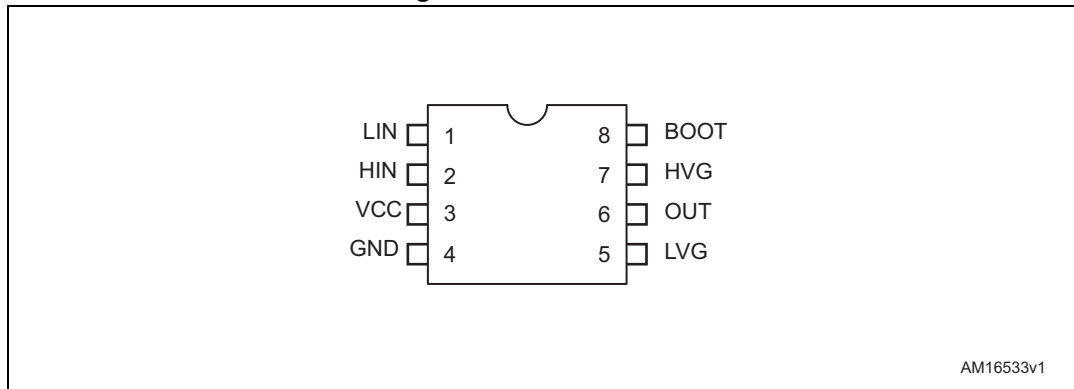 LIN 1 8 BOOT
HIN 2 7 HVG
VCC 3 6 OUT
GND 4 5 LVG
AM16533v1